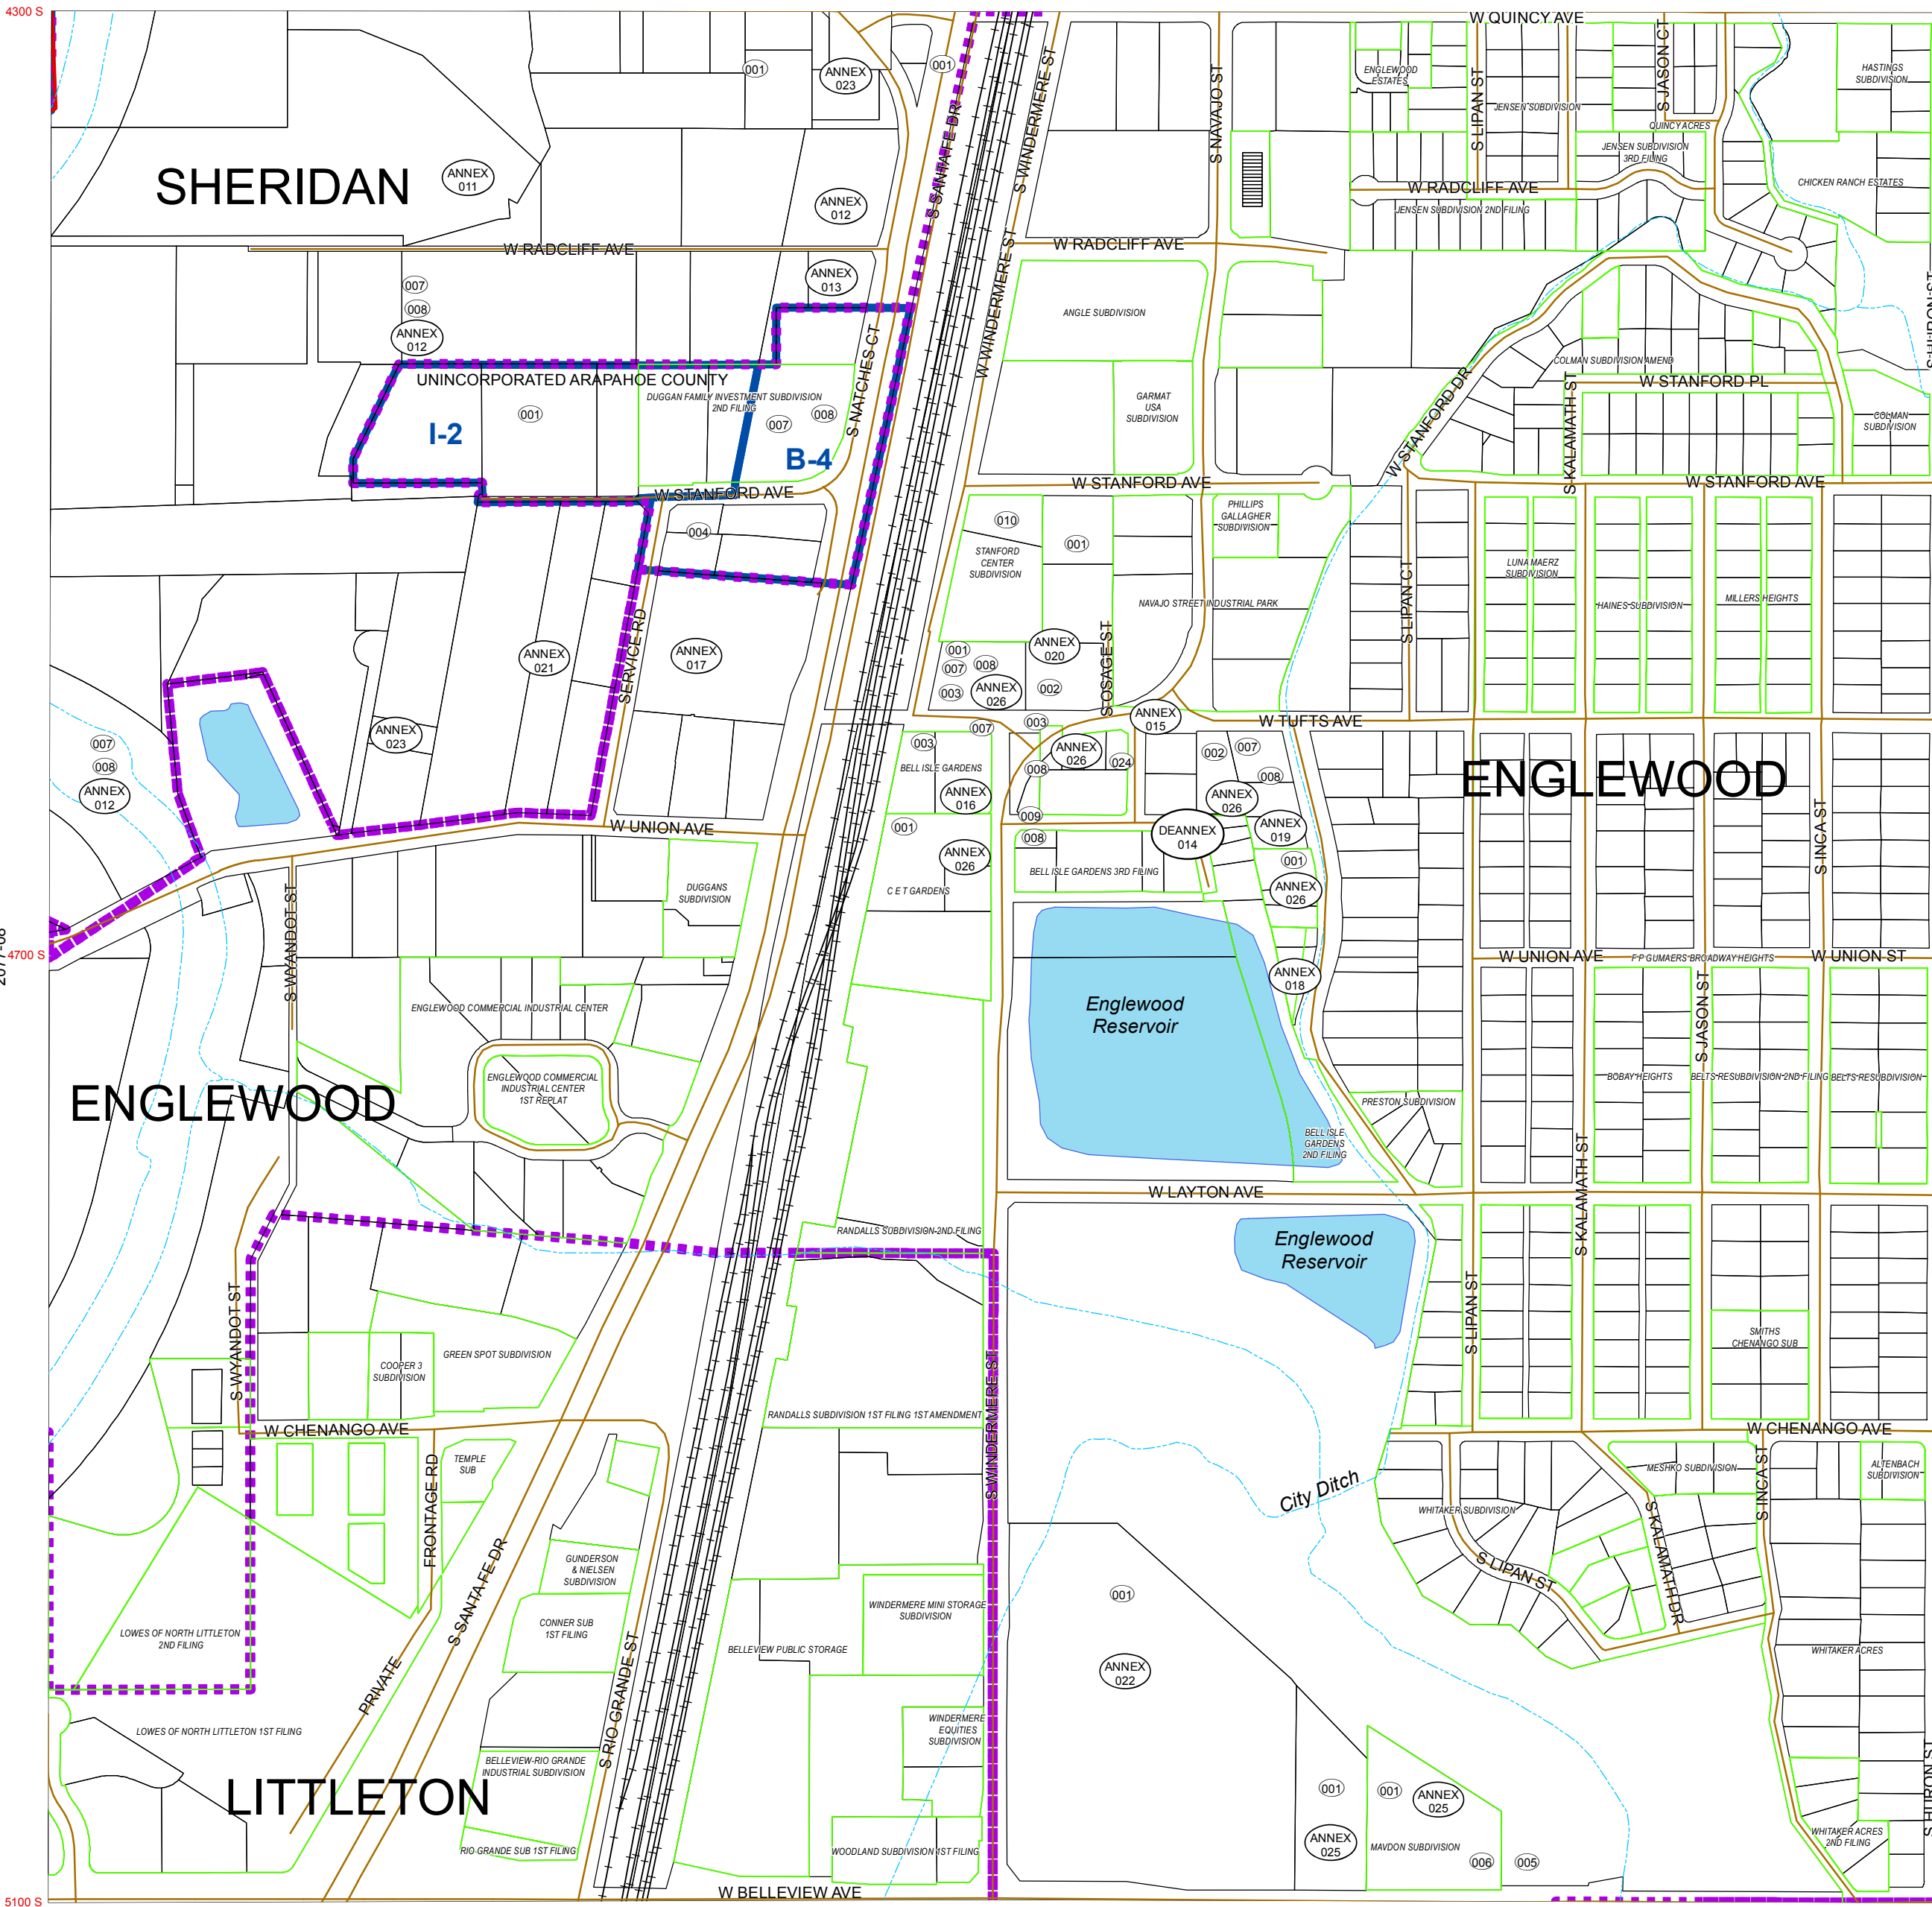 4300 S
W QUINCY AVE
S JASON CT
HASTINGS
SUBDIVISION
001
ANNEX
023
001
ENGLEWOOD
ESTATES
S LIPAN ST
JENSEN SUBDIVISION
QUINCY ACRES
S SANTA FE DR
S WINDERMERE ST
S NAVAJO ST
JENSEN SUBDIVISION
3RD FILING
SHERIDAN
ANNEX
011
ANNEX
012
W RADCLIFF AVE
CHICKEN RANCH ESTATES
JENSEN SUBDIVISION 2ND FILING
W RADCLIFF AVE
W RADCLIFF AVE
ANNEX
013
007
008
ANNEX
012
W WINDERMERE ST
ANGLE SUBDIVISION
S HURON ST
UNINCORPORATED ARAPAHOE COUNTY
DUGGAN FAMILY INVESTMENT SUBDIVISION
2ND FILING
001
007
008
S NATCHES CT
I-2
B-4
GARMAT
USA
SUBDIVISION
COLMAN SUBDIVISION AMEND
W STANFORD PL
W STANFORD DR
S KALAMATH ST
COLMAN
SUBDIVISION
W STANFORD AVE
W STANFORD AVE
W STANFORD AVE
004
010
001
STANFORD
CENTER
SUBDIVISION
PHILLIPS
GALLAGHER
SUBDIVISION
LUNA MAERZ
SUBDIVISION
HAINES SUBDIVISION
MILLERS HEIGHTS
NAVAJO STREET INDUSTRIAL PARK
S LIPAN CT
SERVICE RD
ANNEX
021
ANNEX
017
001
007
008
003
ANNEX
026
ANNEX
020
002
S OSAGE ST
ANNEX
015
W TUFTS AVE
ANNEX
023
007
008
ANNEX
012
003
007
003
BELL ISLE GARDENS
ANNEX
016
008
ANNEX
026
024
002
007
008
ANNEX
026
ENGLEWOOD
S INCA ST
W UNION AVE
001
ANNEX
026
C E T GARDENS
009
008
BELL ISLE GARDENS 3RD FILING
DEANNEX
014
ANNEX
019
001
ANNEX
026
DUGGANS
SUBDIVISION
S WYANDOT ST
4700 S
W UNION AVE
F P GUMAERS BROADWAY HEIGHTS
W UNION ST
ANNEX
018
ENGLEWOOD COMMERCIAL INDUSTRIAL CENTER
Englewood
Reservoir
S JASON ST
ENGLEWOOD COMMERCIAL
INDUSTRIAL CENTER
1ST REPLAT
BOBAY HEIGHTS
BELTS RESUBDIVISION 2ND FILING
BELTS RESUBDIVISION
ENGLEWOOD
PRESTON SUBDIVISION
BELL ISLE
GARDENS
2ND FILING
W LAYTON AVE
S KALAMATH ST
RANDALLS SUBDIVISION 2ND FILING
Englewood
Reservoir
S WYANDOT ST
S LIPAN ST
SMITHS
CHENANGO SUB
GREEN SPOT SUBDIVISION
COOPER 3
SUBDIVISION
S WINDERMERE ST
RANDALLS SUBDIVISION 1ST FILING 1ST AMENDMENT
W CHENANGO AVE
W CHENANGO AVE
TEMPLE
SUB
FRONTAGE RD
City Ditch
MESHKO SUBDIVISION
S INCA ST
ALTENBACH
SUBDIVISION
WHITAKER SUBDIVISION
S LIPAN ST
S KALAMATH DR
S SANTA FE DR
GUNDERSON
& NIELSEN
SUBDIVISION
CONNER SUB
1ST FILING
WINDERMERE MINI STORAGE
SUBDIVISION
BELLEVIEW PUBLIC STORAGE
001
ANNEX
022
WHITAKER ACRES
LOWES OF NORTH LITTLETON
2ND FILING
PRIVATE
S RIO GRANDE ST
LOWES OF NORTH LITTLETON 1ST FILING
WINDERMERE
EQUITIES
SUBDIVISION
BELLEVIEW-RIO GRANDE
INDUSTRIAL SUBDIVISION
LITTLETON
RIO GRANDE SUB 1ST FILING
WOODLAND SUBDIVISION 1ST FILING
001
ANNEX
025
001
ANNEX
025
MAVDON SUBDIVISION
006
005
WHITAKER ACRES
2ND FILING
S HURON ST
W BELLEVIEW AVE
5100 S